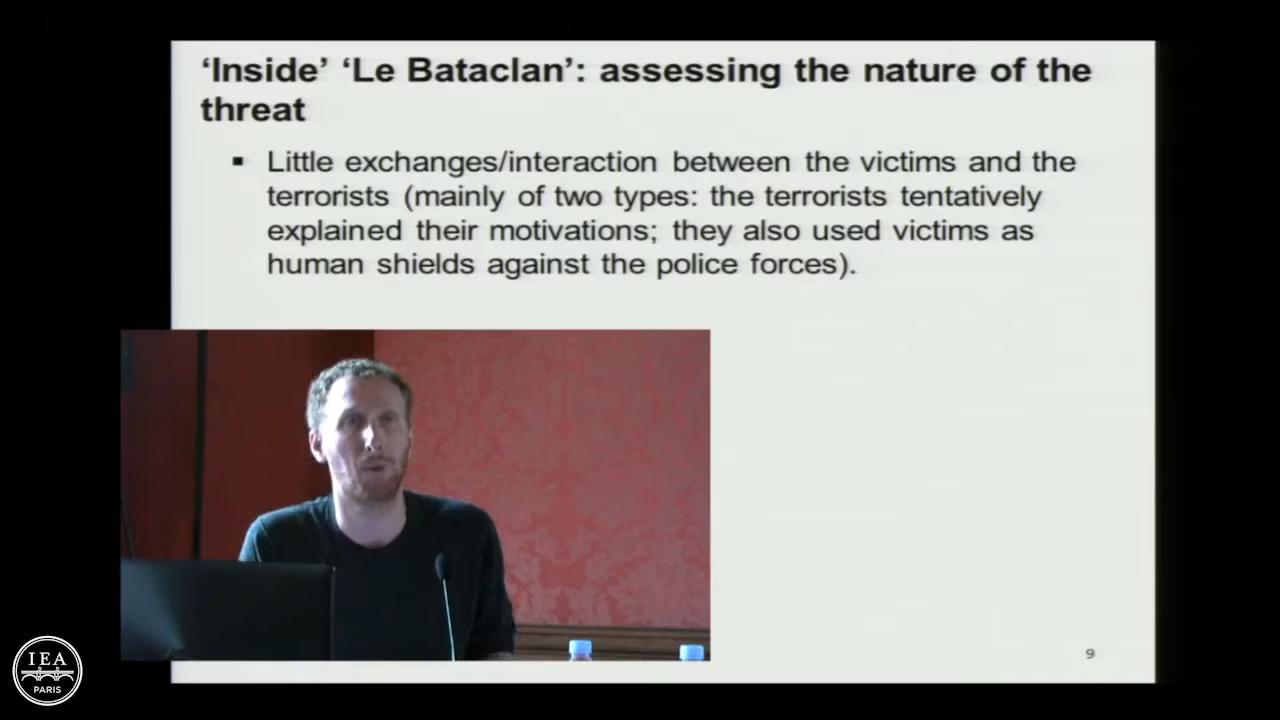 ‘Inside’ ‘Le Bataclan’: assessing the nature of the
threat
▪ Little exchanges/interaction between the victims and the
terrorists (mainly of two types: the terrorists tentatively
explained their motivations; they also used victims as
human shields against the police forces).
9
IEA
PARIS